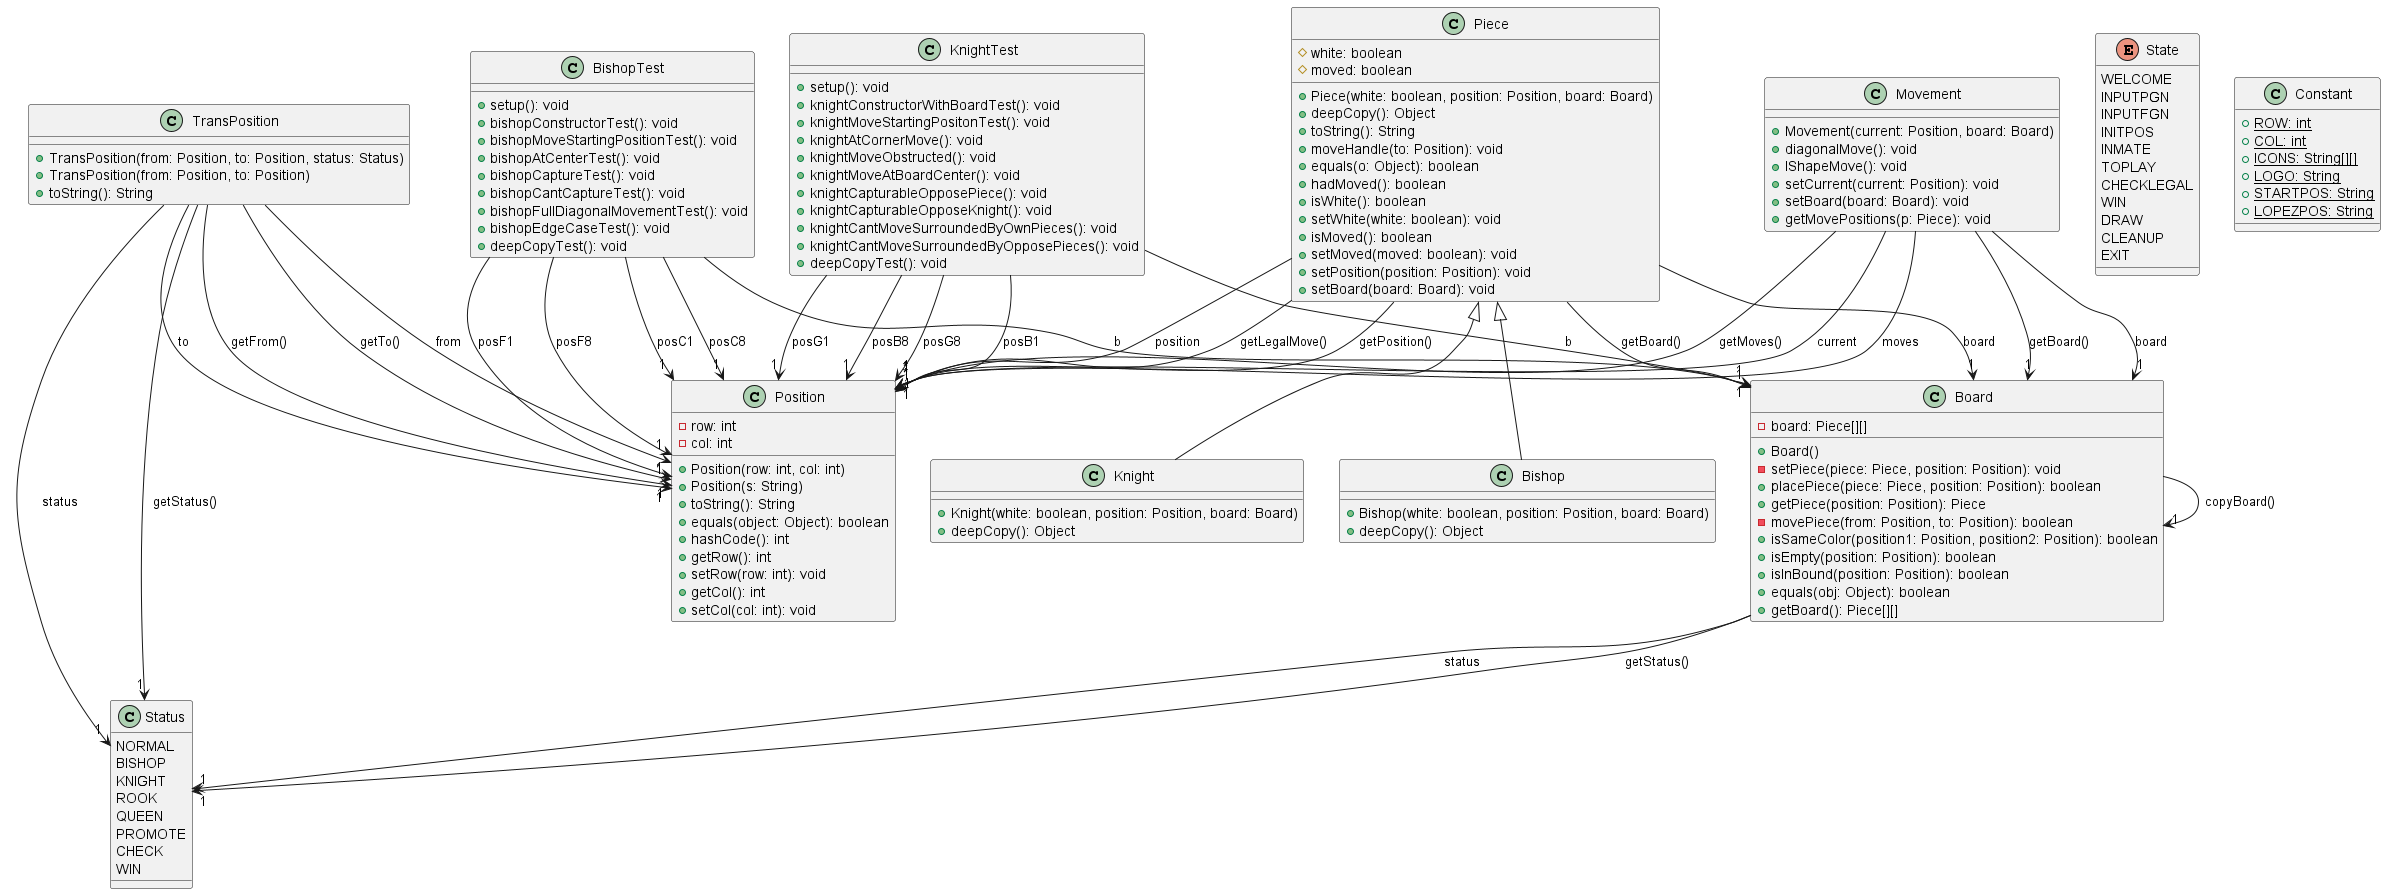 TransPosition
TransPosition(from: Position, to: Position, status: Status)
TransPosition(from: Position, to: Position)
toString(): String
BishopTest
setup(): void
bishopConstructorTest(): void
bishopMoveStartingPositionTest(): void
bishopAtCenterTest(): void
bishopCaptureTest(): void
bishopCantCaptureTest(): void
bishopFullDiagonalMovementTest(): void
bishopEdgeCaseTest(): void
deepCopyTest(): void
KnightTest
setup(): void
knightConstructorWithBoardTest(): void
knightMoveStartingPositonTest(): void
knightAtCornerMove(): void
knightMoveObstructed(): void
knightMoveAtBoardCenter(): void
knightCapturableOpposePiece(): void
knightCapturableOpposeKnight(): void
knightCantMoveSurroundedByOwnPieces(): void
knightCantMoveSurroundedByOpposePieces(): void
deepCopyTest(): void
Piece
white: boolean
moved: boolean
Piece(white: boolean, position: Position, board: Board)
deepCopy(): Object
toString(): String
moveHandle(to: Position): void
equals(o: Object): boolean
hadMoved(): boolean
isWhite(): boolean
setWhite(white: boolean): void
isMoved(): boolean
setMoved(moved: boolean): void
setPosition(position: Position): void
setBoard(board: Board): void
Movement
Movement(current: Position, board: Board)
diagonalMove(): void
lShapeMove(): void
setCurrent(current: Position): void
setBoard(board: Board): void
getMovePositions(p: Piece): void
E State
WELCOME
INPUTPGN
INPUTFGN
INITPOS
INMATE
TOPLAY
CHECKLEGAL
WIN
DRAW
CLEANUP
EXIT
Constant
ROW: int
COL: int
ICONS: String[][]
LOGO: String
STARTPOS: String
LOPEZPOS: String
to
getFrom()
getTo()
from
posF1
posF8
posC1
posC8
posG1
posB8
posG8
posB1
b
position
getLegalMove()
getPosition()
b
getBoard()
getMoves()
current
moves
board
getBoard()
board
Position
row: int
col: int
Position(row: int, col: int)
Position(s: String)
toString(): String
equals(object: Object): boolean
hashCode(): int
getRow(): int
setRow(row: int): void
getCol(): int
setCol(col: int): void
Knight
Knight(white: boolean, position: Position, board: Board)
deepCopy(): Object
Bishop
Bishop(white: boolean, position: Position, board: Board)
deepCopy(): Object
Board
board: Piece[][]
Board()
setPiece(piece: Piece, position: Position): void
placePiece(piece: Piece, position: Position): boolean
getPiece(position: Position): Piece
movePiece(from: Position, to: Position): boolean
isSameColor(position1: Position, position2: Position): boolean
isEmpty(position: Position): boolean
isInBound(position: Position): boolean
equals(obj: Object): boolean
getBoard(): Piece[][]
copyBoard()
status
getStatus()
status
getStatus()
Status
NORMAL
BISHOP
KNIGHT
ROOK
QUEEN
PROMOTE
CHECK
WIN